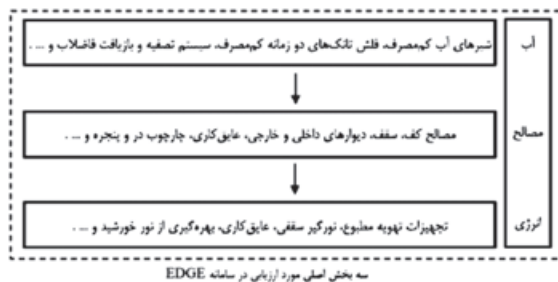 آب
شیرهای آب کم‌مصرف، فلش تانک‌های دو زمانه کم‌مصرف، سیستم تصفیه و بازیافت فاضلاب و ... .
مصالح
مصالح کف، سقف، دیوارهای داخلی و خارجی، عایق‌کاری، چارچوب در و پنجره و ... .
انرژی
تجهیزات تهویه مطبوع، نورگیر سقفی، عایق‌کاری، بهره‌گیری از نور خورشید و ... .
سه بخش اصلی مورد ارزیابی در سامانه EDGE